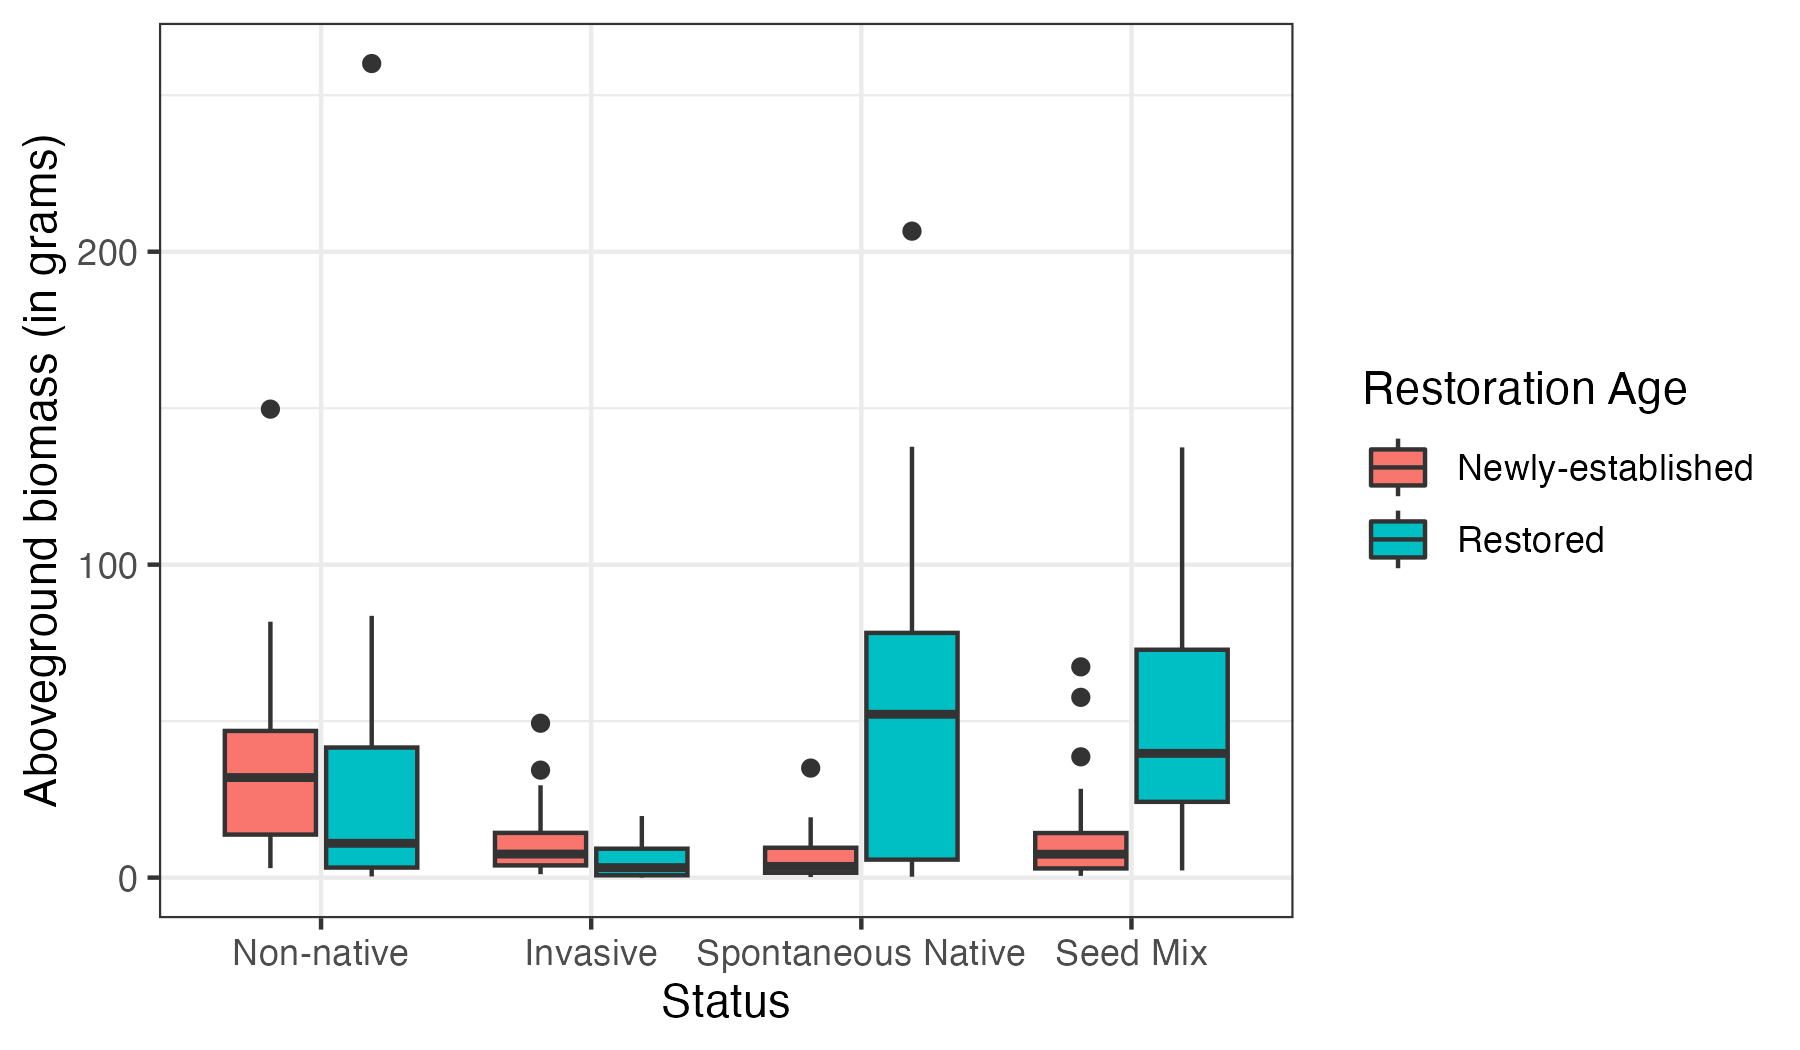 Aboveground biomass (in grams)
200
100
0
Non-native
Invasive
Spontaneous Native
Seed Mix
Status
Restoration Age
Newly-established
Restored